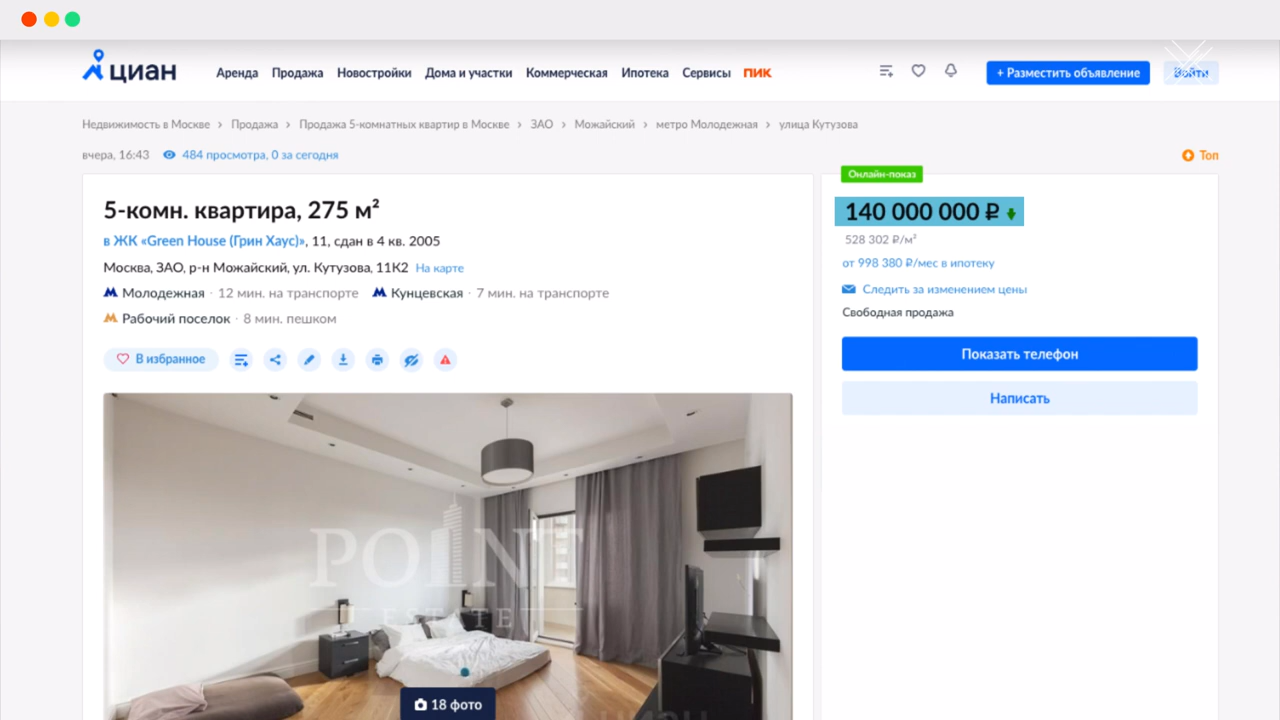 циан
Аренда Продажа Новостройки Дома и участки Коммерческая Ипотека Сервисы ПИК
+ Разместить объявление
Войти
Недвижимость в Москве › Продажа › Продажа 5-комнатных квартир в Москве › ЗАО › Можайский › метро Молодежная › улица Кутузова
вчера, 16:43 484 просмотра, 0 за сегодня
Топ
Онлайн-показ
5-комн. квартира, 275 м²
140 000 000 ₽
528 302 ₽/м²
в ЖК «Green House (Грин Хаус)», 11, сдан в 4 кв. 2005
от 998 380 ₽/мес в ипотеку
Москва, ЗАО, р-н Можайский, ул. Кутузова, 11К2 На карте
Следить за изменением цены
Молодежная · 12 мин. на транспорте Кунцевская · 7 мин. на транспорте
Свободная продажа
Рабочий поселок · 8 мин. пешком
Показать телефон
В избранное
Написать
POINT
ESTATE
18 фото
циан